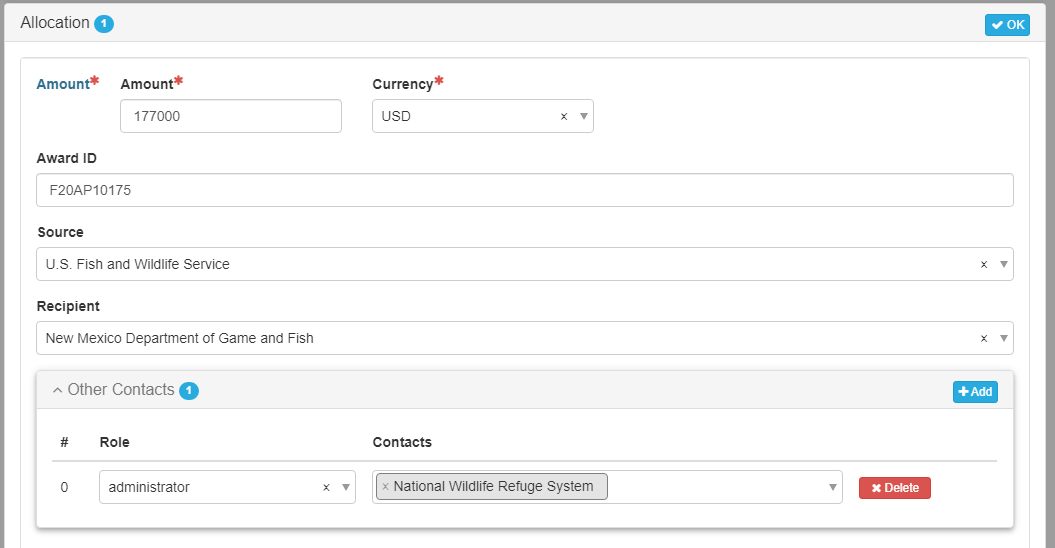 Allocation 1 OK
Amount* Amount* Currency*
177000 USD × 
Award ID
F20AP10175
Source
U.S. Fish and Wildlife Service ×
Recipient
New Mexico Department of Game and Fish ×
Other Contacts 1 + Add
# Role Contacts
0 administrator × × National Wildlife Refuge System × Delete